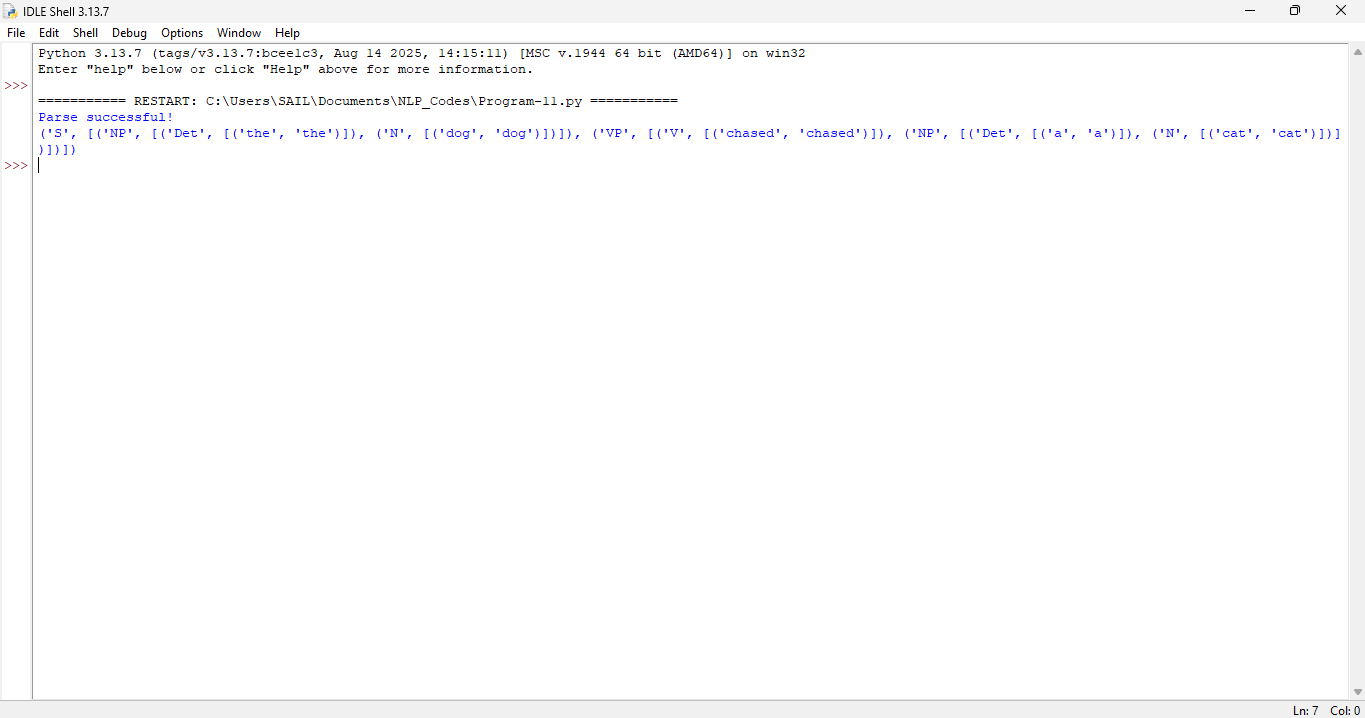 IDLE Shell 3.13.7
File Edit Shell Debug Options Window Help
Python 3.13.7 (tags/v3.13.7:bcee1c3, Aug 14 2025, 14:15:11) [MSC v.1944 64 bit (AMD64)] on win32
Enter "help" below or click "Help" above for more information.
>>>
=========== RESTART: C:\Users\SAIL\Documents\NLP_Codes\Program-11.py ===========
Parse successful!
('S', [('NP', [('Det', [('the', 'the')]), ('N', [('dog', 'dog')])]), ('VP', [('V', [('chased', 'chased')]), ('NP', [('Det', [('a', 'a')]), ('N', [('cat', 'cat')])]
)])])
>>>
Ln: 7 Col: 0